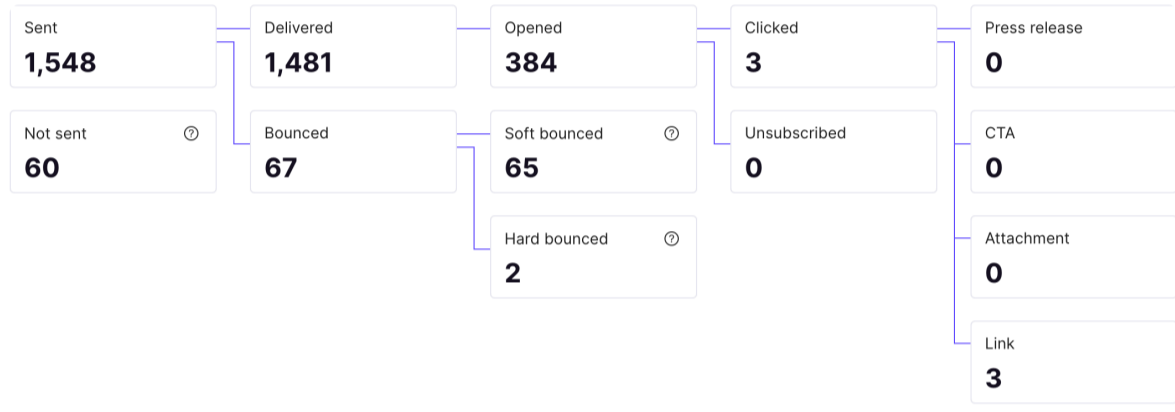 Sent
1,548
Delivered
1,481
Opened
384
Clicked
3
Press release
0
Not sent
60
Bounced
67
Soft bounced
65
Unsubscribed
0
CTA
0
Hard bounced
2
Attachment
0
Link
3